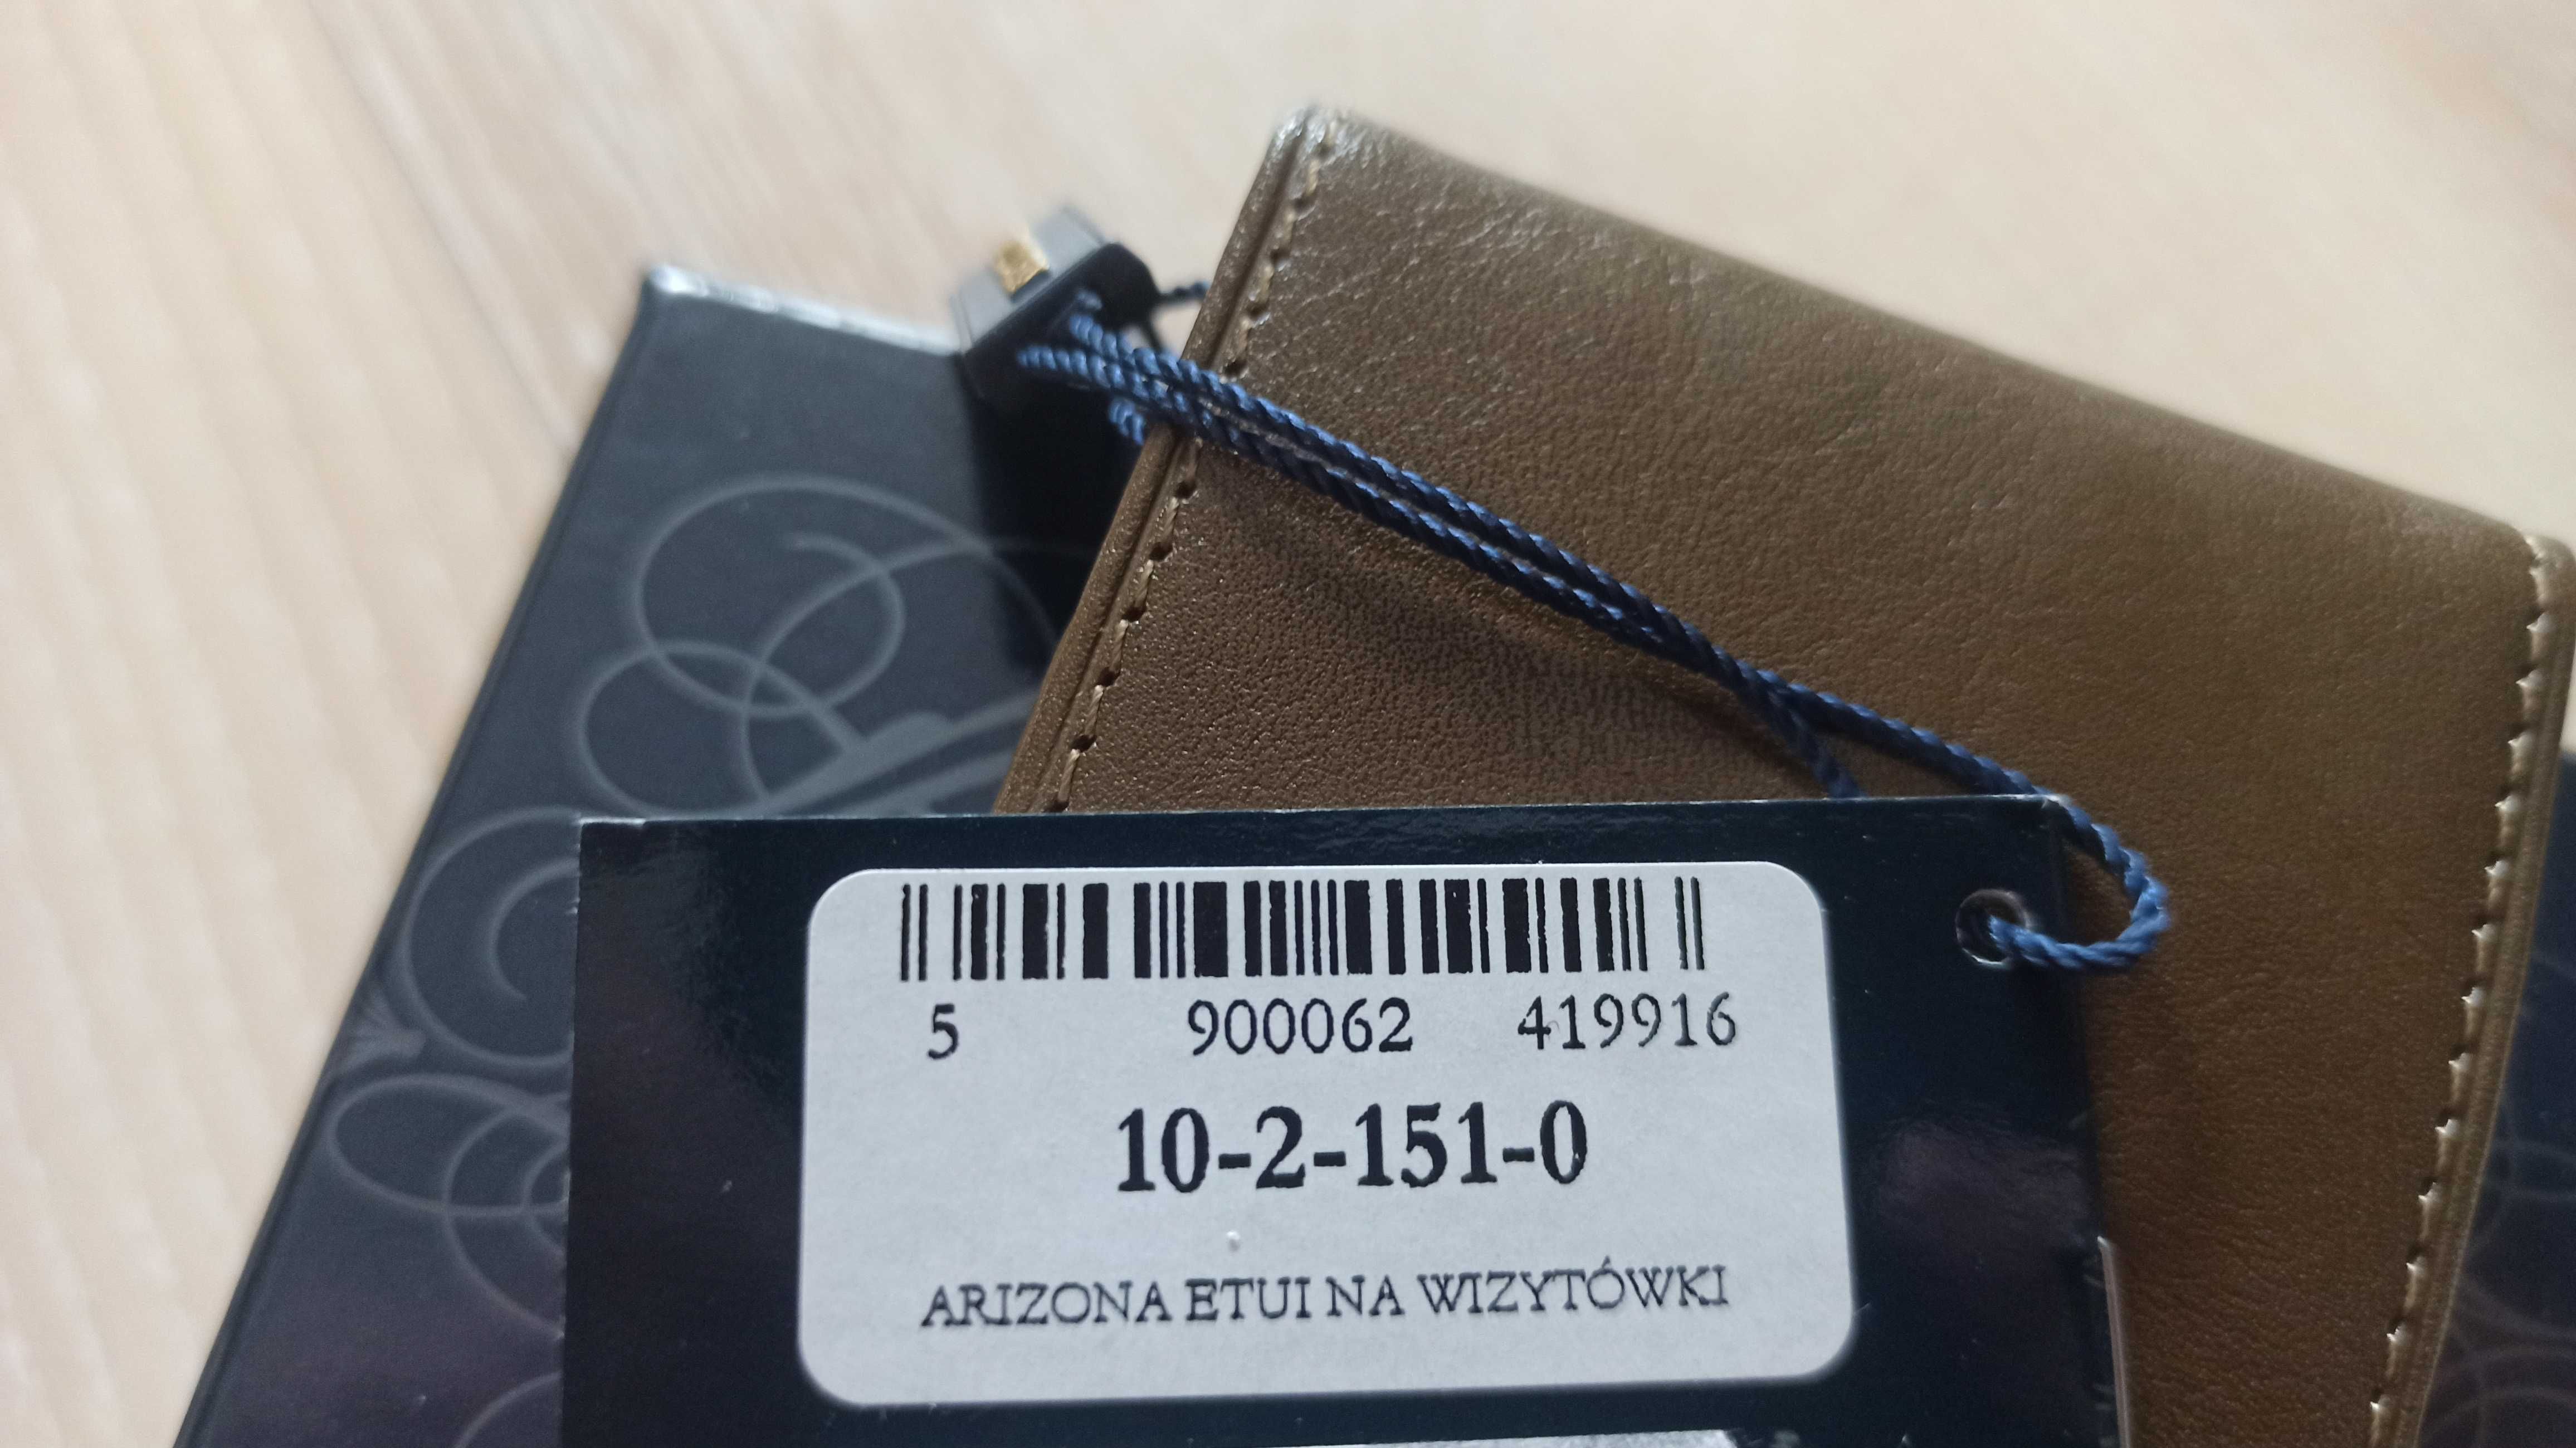 5 900062 419916
10-2-151-0
ARIZONA ETUI NA WIZYTÓWKI